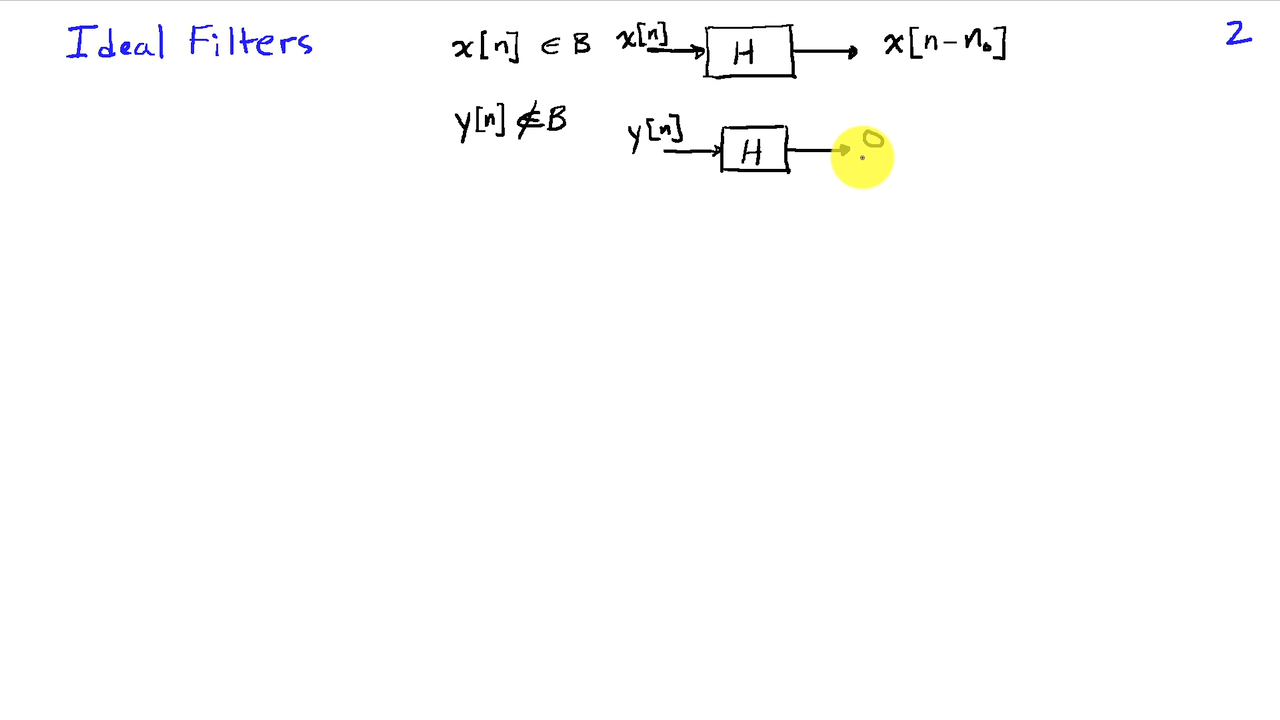 Ideal Filters x[n] ∈ B x[n] H x[n-n₀] 2
y[n] ∉ B y[n] H 0